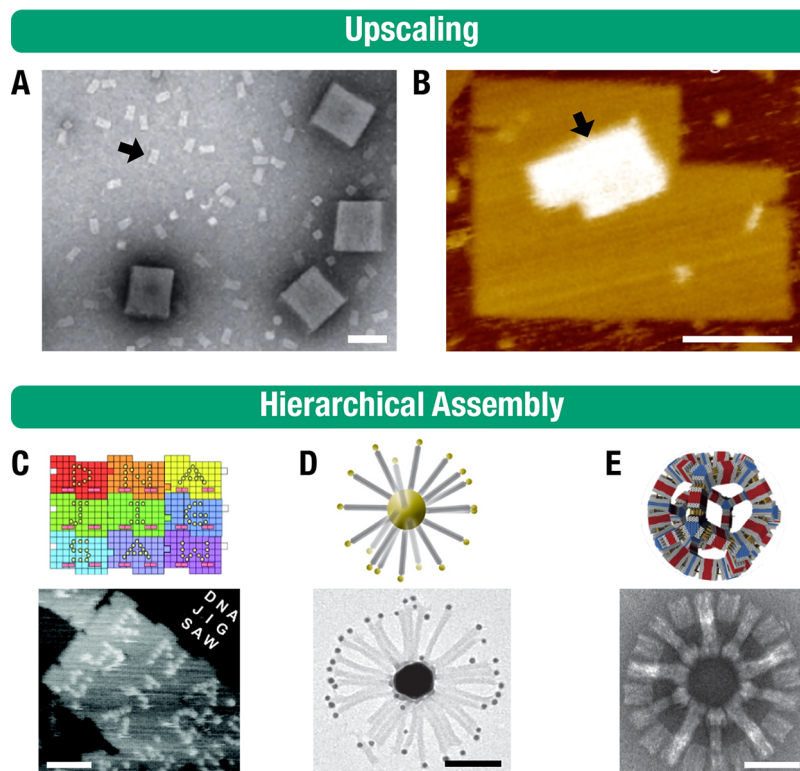 Upscaling
A
B
Hierarchical Assembly
C
D
E
D N A
J I G
S A W
DNA
JIG
SAW